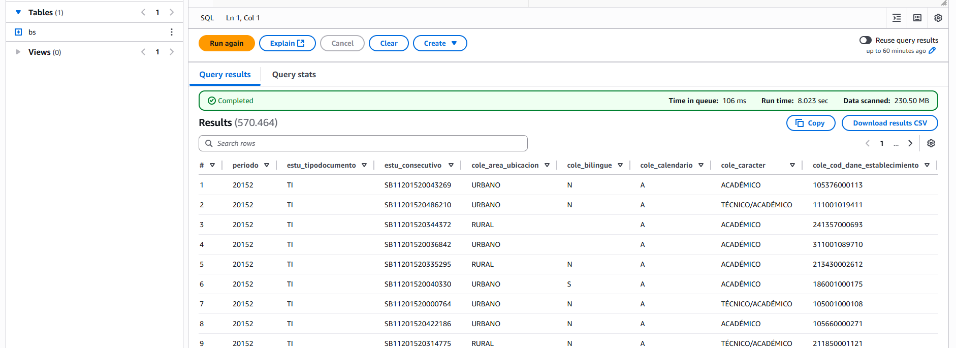 Tables (1)
1
bs
Views (0)
1
SQL Ln 1, Col 1
Run again
Explain
Cancel
Clear
Create
Reuse query results
up to 60 minutes ago
Query results
Query stats
Completed
Time in queue: 106 ms Run time: 8.023 sec Data scanned: 230.50 MB
Results (570.464)
Copy
Download results CSV
Search rows
1 ...
# periodo estu_tipodocumento estu_consecutivo cole_area_ubicacion cole_bilingue cole_calendario cole_caracter cole_cod_dane_establecimiento
1 20152 TI SB11201520043269 URBANO N A ACADÉMICO 105376000113
2 20152 TI SB11201520486210 URBANO N A TÉCNICO/ACADÉMICO 111001019411
3 20152 TI SB11201520344372 RURAL A ACADÉMICO 241357000693
4 20152 TI SB11201520036842 URBANO A ACADÉMICO 311001089710
5 20152 TI SB11201520335295 RURAL N A ACADÉMICO 213430002612
6 20152 TI SB11201520040330 URBANO S A ACADÉMICO 186001000175
7 20152 TI SB11201520000764 URBANO N A TÉCNICO/ACADÉMICO 105001000108
8 20152 TI SB11201520422186 URBANO N A ACADÉMICO 105660000271
9 20152 TI SB11201520314775 RURAL N A TÉCNICO/ACADÉMICO 211850001121